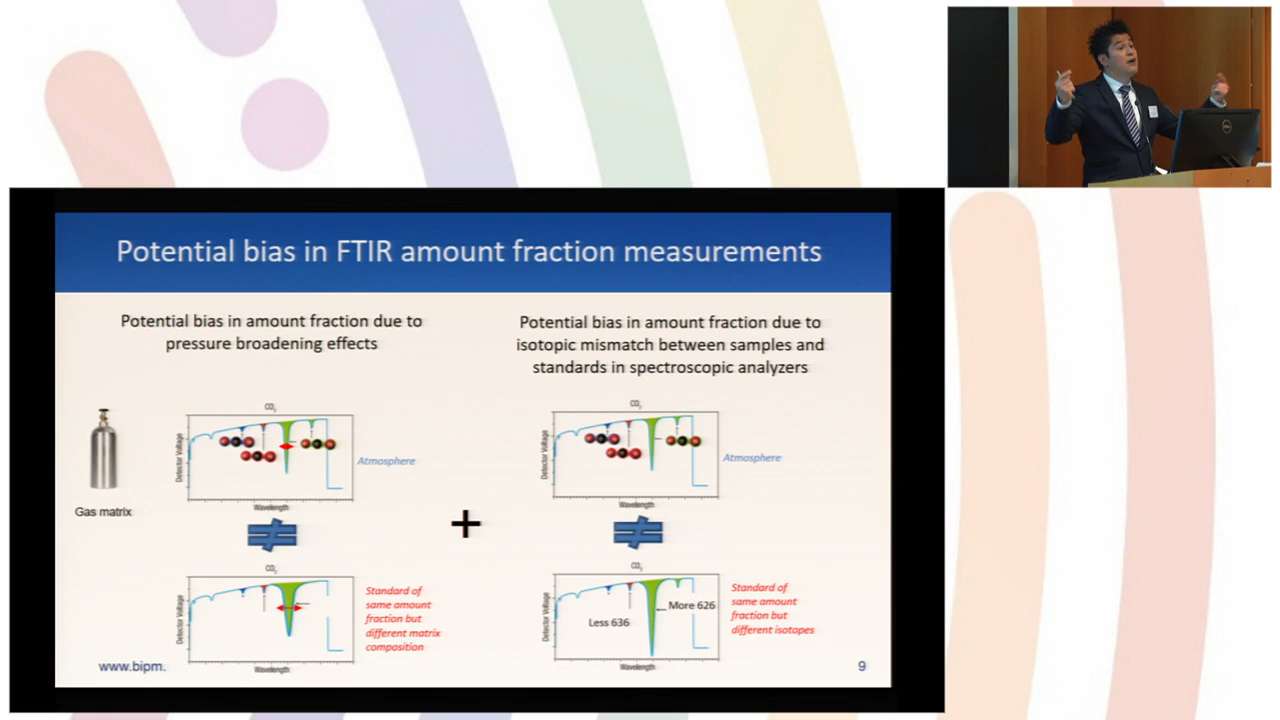 Potential bias in FTIR amount fraction measurements
Potential bias in amount fraction due to
pressure broadening effects
Potential bias in amount fraction due to
isotopic mismatch between samples and
standards in spectroscopic analyzers
CO2
Detector Voltage
Wavelength
Atmosphere
Gas matrix
CO2
Detector Voltage
Wavelength
Atmosphere
≠
+
≠
CO2
Detector Voltage
Wavelength
Standard of
same amount
fraction but
different matrix
composition
CO2
Detector Voltage
Wavelength
More 626
Less 636
Standard of
same amount
fraction but
different isotopes
www.bipm.
9